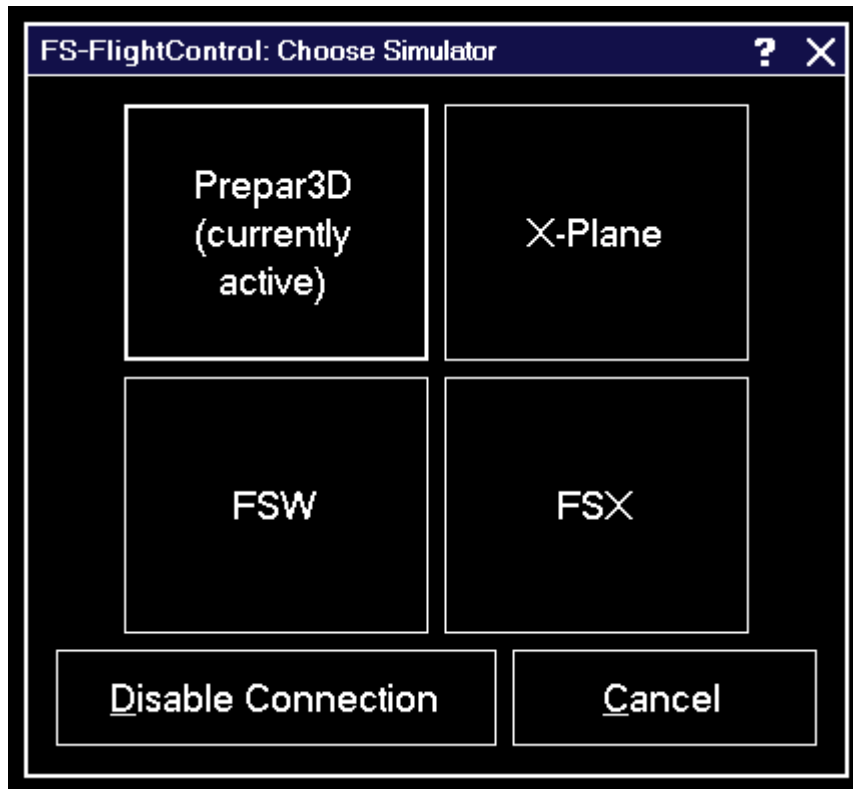 FS-FlightControl: Choose Simulator ? X
Prepar3D
(currently
active)
X-Plane
FSW
FSX
Disable Connection
Cancel